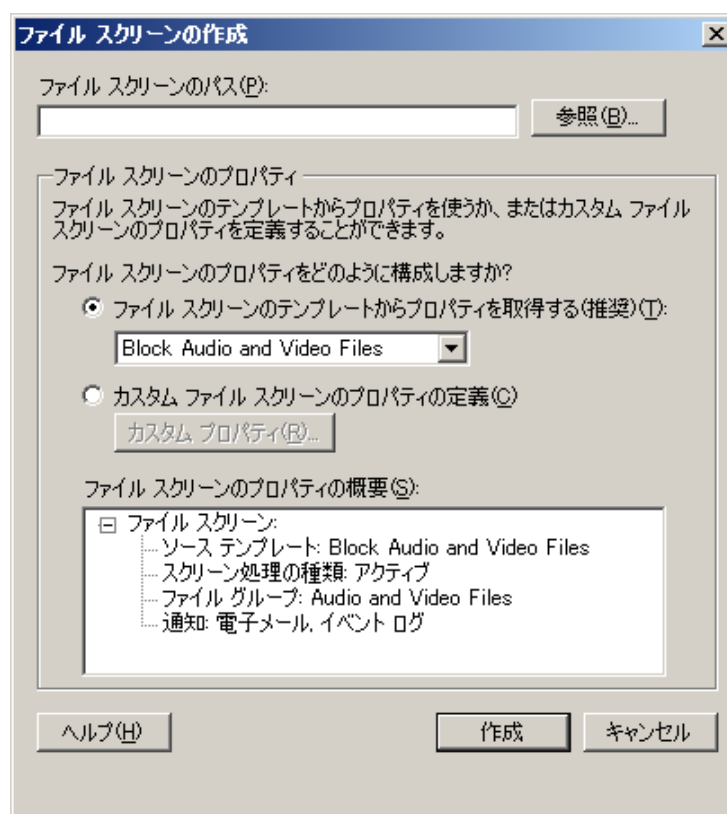 ファイル スクリーンの作成
ファイル スクリーンのパス(P):
参照(B)...
ファイル スクリーンのプロパティ
ファイル スクリーンのテンプレートからプロパティを使うか、またはカスタム ファイル
スクリーンのプロパティを定義することができます。
ファイル スクリーンのプロパティをどのように構成しますか?
ファイル スクリーンのテンプレートからプロパティを取得する(推奨)(T):
Block Audio and Video Files
カスタム ファイル スクリーンのプロパティの定義(C)
カスタム プロパティ(R)...
ファイル スクリーンのプロパティの概要(S):
ファイル スクリーン:
ソース テンプレート: Block Audio and Video Files
スクリーン処理の種類: アクティブ
ファイル グループ: Audio and Video Files
通知: 電子メール, イベント ログ
ヘルプ(H)
作成
キャンセル